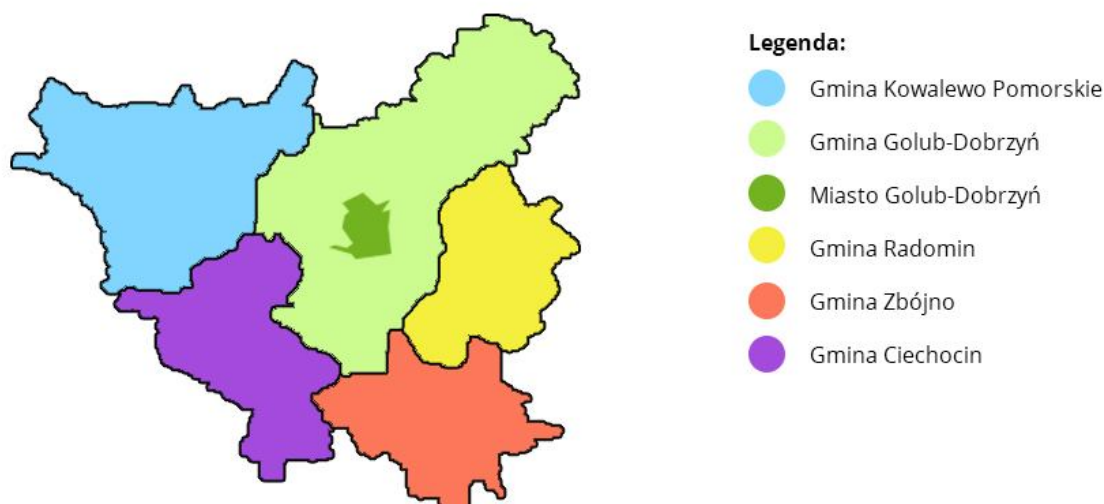 Legenda:
Gmina Kowalewo Pomorskie
Gmina Golub-Dobrzyń
Miasto Golub-Dobrzyń
Gmina Radomin
Gmina Zbójno
Gmina Ciechocin